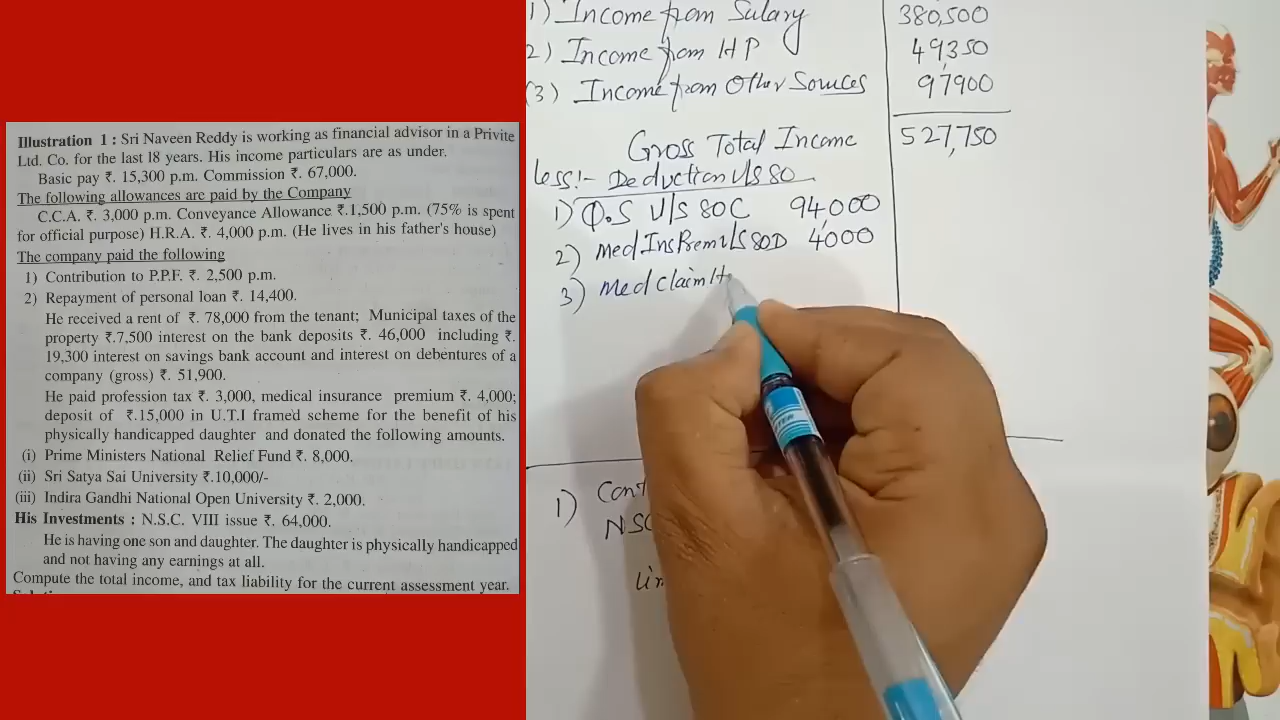 Illustration 1 : Sri Naveen Reddy is working as financial advisor in a Privite
Ltd. Co. for the last 18 years. His income particulars are as under.
Basic pay ₹. 15,300 p.m. Commission ₹. 67,000.
The following allowances are paid by the Company
C.C.A. ₹. 3,000 p.m. Conveyance Allowance ₹.1,500 p.m. (75% is spent
for official purpose) H.R.A. ₹. 4,000 p.m. (He lives in his father's house)
The company paid the following
1) Contribution to P.P.F. ₹. 2,500 p.m.
2) Repayment of personal loan ₹. 14,400.
He received a rent of ₹. 78,000 from the tenant; Municipal taxes of the
property ₹.7,500 interest on the bank deposits ₹. 46,000 including ₹.
19,300 interest on savings bank account and interest on debentures of a
company (gross) ₹. 51,900.
He paid profession tax ₹. 3,000, medical insurance premium ₹. 4,000;
deposit of ₹.15,000 in U.T.I framed scheme for the benefit of his
physically handicapped daughter and donated the following amounts.
(i) Prime Ministers National Relief Fund ₹. 8,000.
(ii) Sri Satya Sai University ₹.10,000/-
(iii) Indira Gandhi National Open University ₹. 2,000.
His Investments : N.S.C. VIII issue ₹. 64,000.
He is having one son and daughter. The daughter is physically handicapped
and not having any earnings at all.
Compute the total income, and tax liability for the current assessment year.
1) Income from Salary 380,500
2) Income from HP 49,350
(3) Income from Other Sources 97900
Gross Total Income 527,750
Less:- Deduction U/S 80
1) Q.S U/S 80C 94,000
2) Med Ins Prem U/S 80D 4000
3) Med Claim H
1) Cont
NSC
Lim